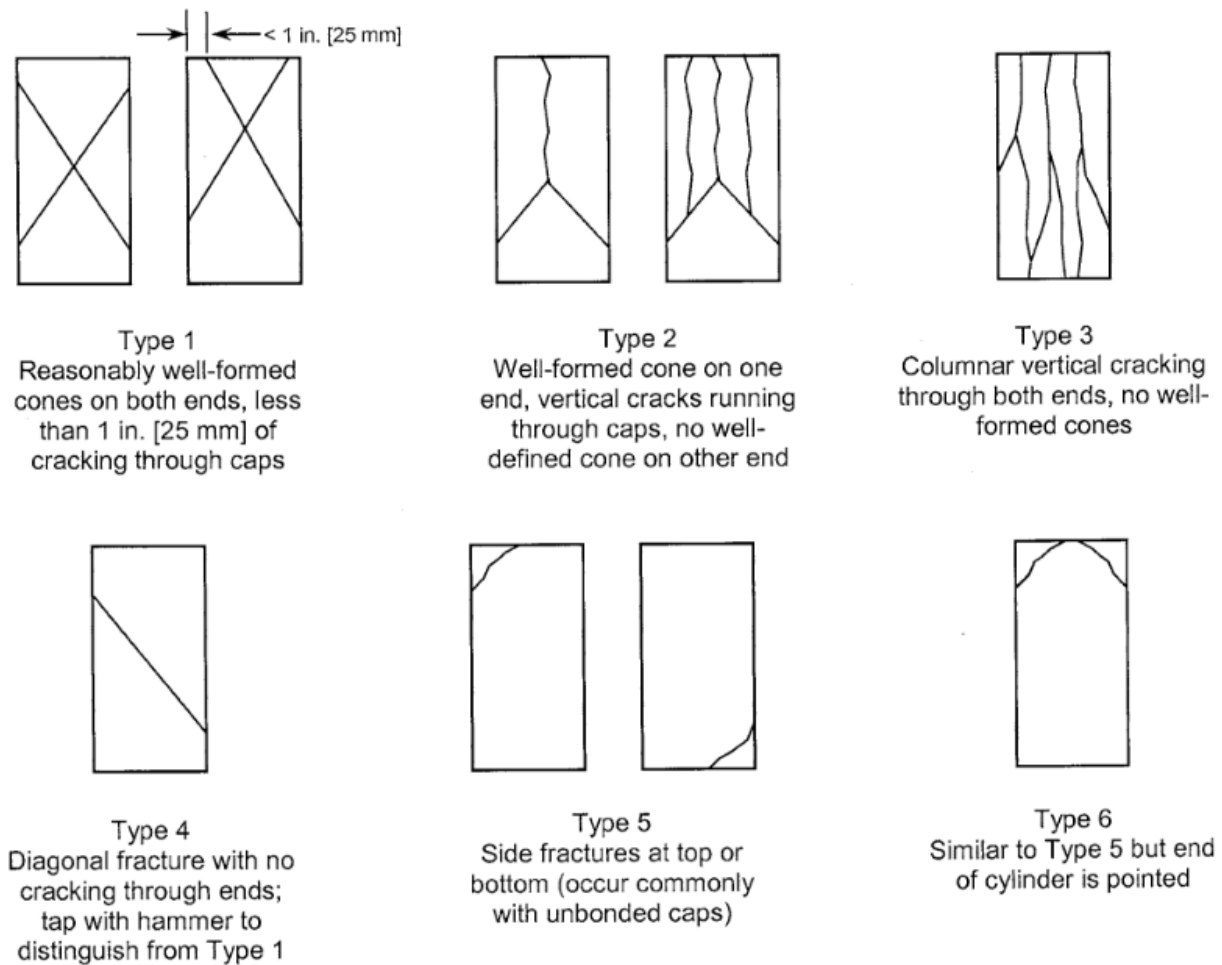 < 1 in. [25 mm]
Type 1
Reasonably well-formed
cones on both ends, less
than 1 in. [25 mm] of
cracking through caps
Type 2
Well-formed cone on one
end, vertical cracks running
through caps, no well-
defined cone on other end
Type 3
Columnar vertical cracking
through both ends, no well-
formed cones
Type 4
Diagonal fracture with no
cracking through ends;
tap with hammer to
distinguish from Type 1
Type 5
Side fractures at top or
bottom (occur commonly
with unbonded caps)
Type 6
Similar to Type 5 but end
of cylinder is pointed